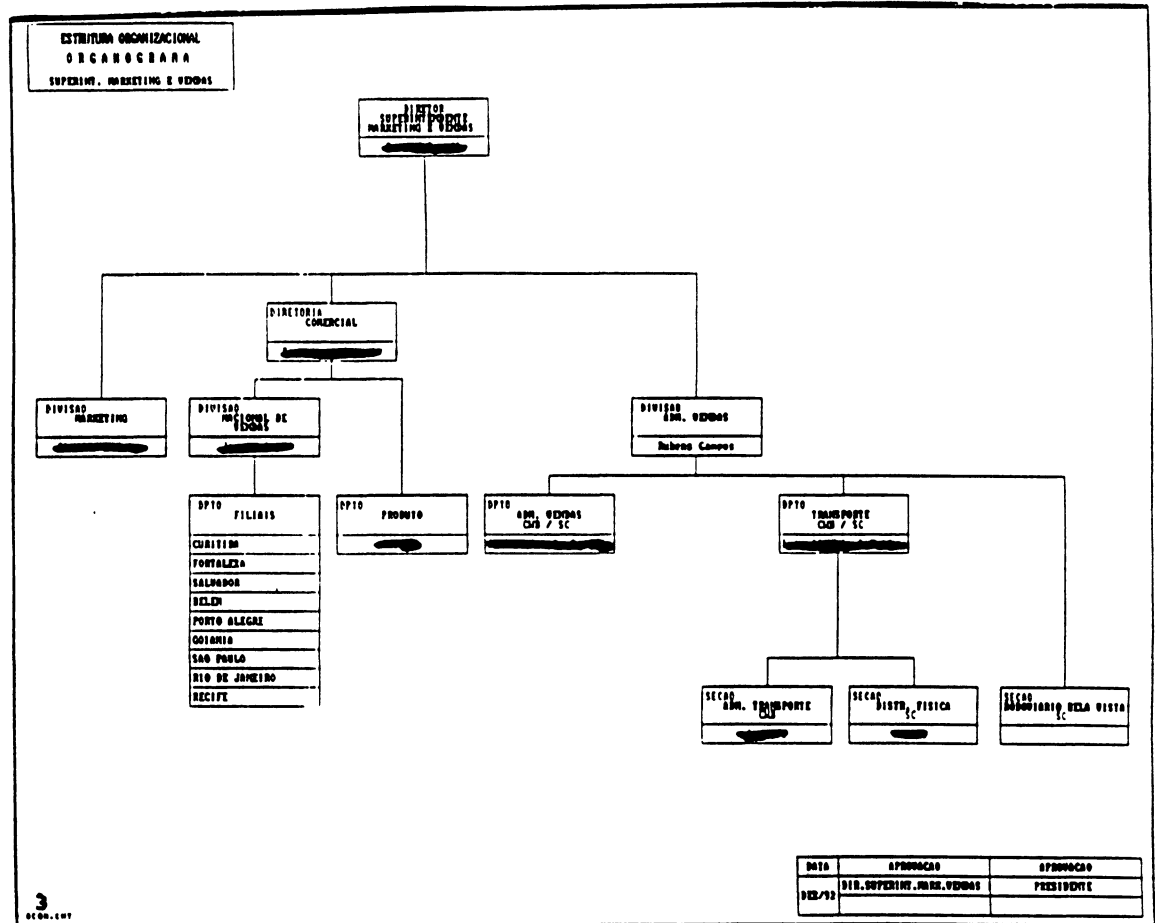 ESTRUTURA ORGANIZACIONAL
ORGANOGRAMA
SUPERINT. MARKETING E VENDAS
DIRETOR
SUPERINTENDENTE
MARKETING E VENDAS
DIRETORIA
COMERCIAL
DIVISAO
MARKETING
DIVISAO
NACIONAL DE
VENDAS
DIVISAO
ADM. VENDAS
Rubens Campos
DPTO
FILIAIS
CURITIBA
FORTALEZA
SALVADOR
BELEM
PORTO ALEGRE
GOIANIA
SAO PAULO
RIO DE JANEIRO
RECIFE
DPTO
PRODUTO
DPTO
ADM. VENDAS
CWB / SC
DPTO
TRANSPORTE
CWB / SC
SECAO
ADM. TRANSPORTE
CWB
SECAO
DISTR. FISICA
SC
SECAO
RODOVIARIO BELA VISTA
SC
DATA APROVACAO APROVACAO
DEZ/92 DIR.SUPERINT.MARK.VENDAS PRESIDENTE
3